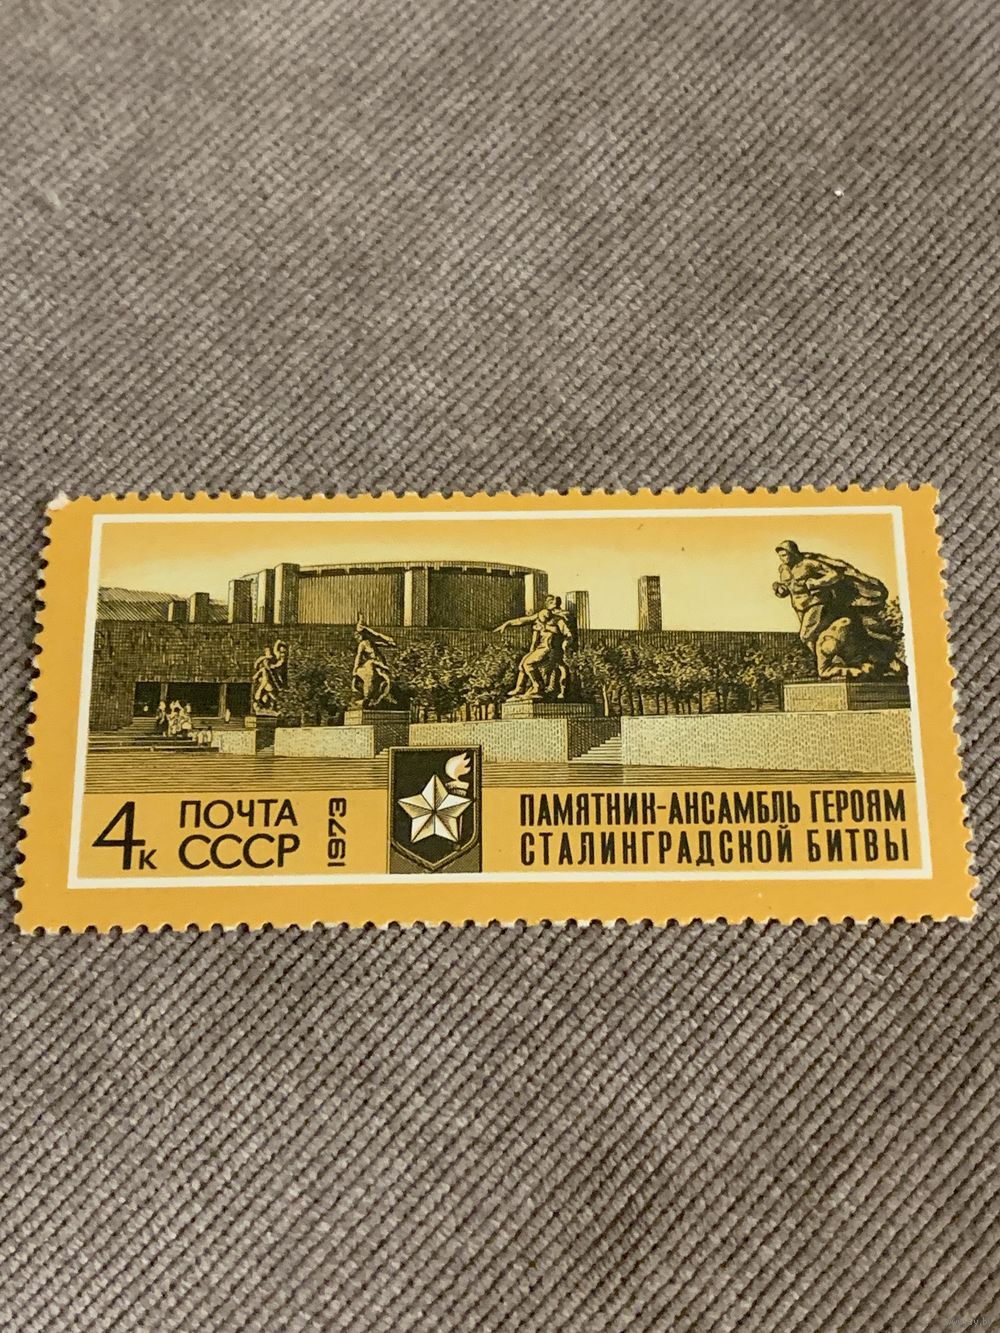 4к
ПОЧТА
СССР
1973
ПАМЯТНИК-АНСАМБЛЬ ГЕРОЯМ
СТАЛИНГРАДСКОЙ БИТВЫ